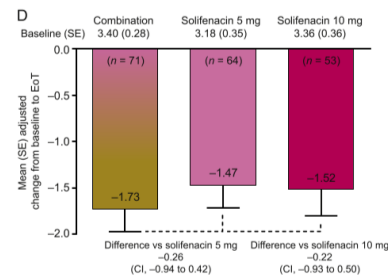 D
Combination Solifenacin 5 mg Solifenacin 10 mg
Baseline (SE) 3.40 (0.28) 3.18 (0.35) 3.36 (0.36)
0.0
(n = 71) (n = 64) (n = 53)
–0.5
–1.0
–1.5
–2.0
Mean (SE) adjusted
change from baseline to EoT
–1.73
–1.47
–1.52
Difference vs solifenacin 5 mg Difference vs solifenacin 10 mg
–0.26 –0.22
(CI, –0.94 to 0.42) (CI, –0.93 to 0.50)